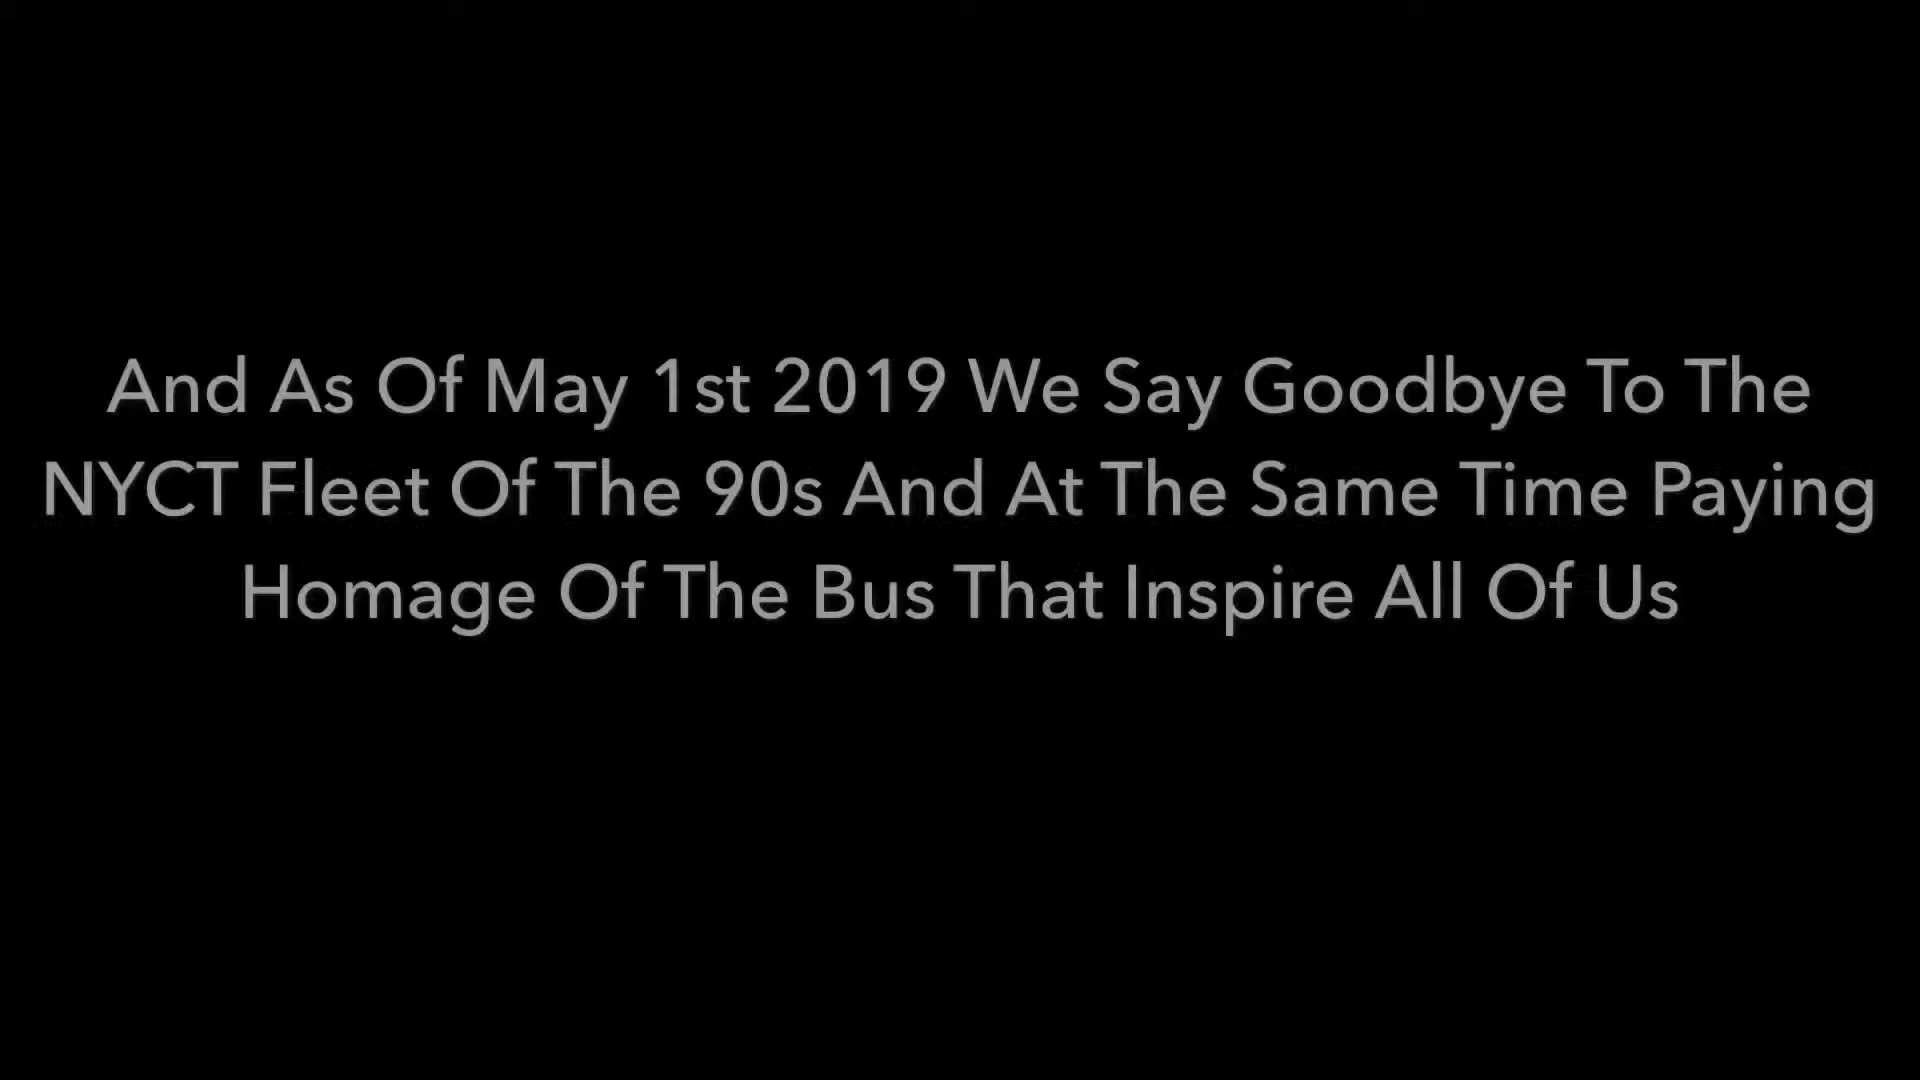 And As Of May 1st 2019 We Say Goodbye To The
NYCT Fleet Of The 90s And At The Same Time Paying
Homage Of The Bus That Inspire All Of Us